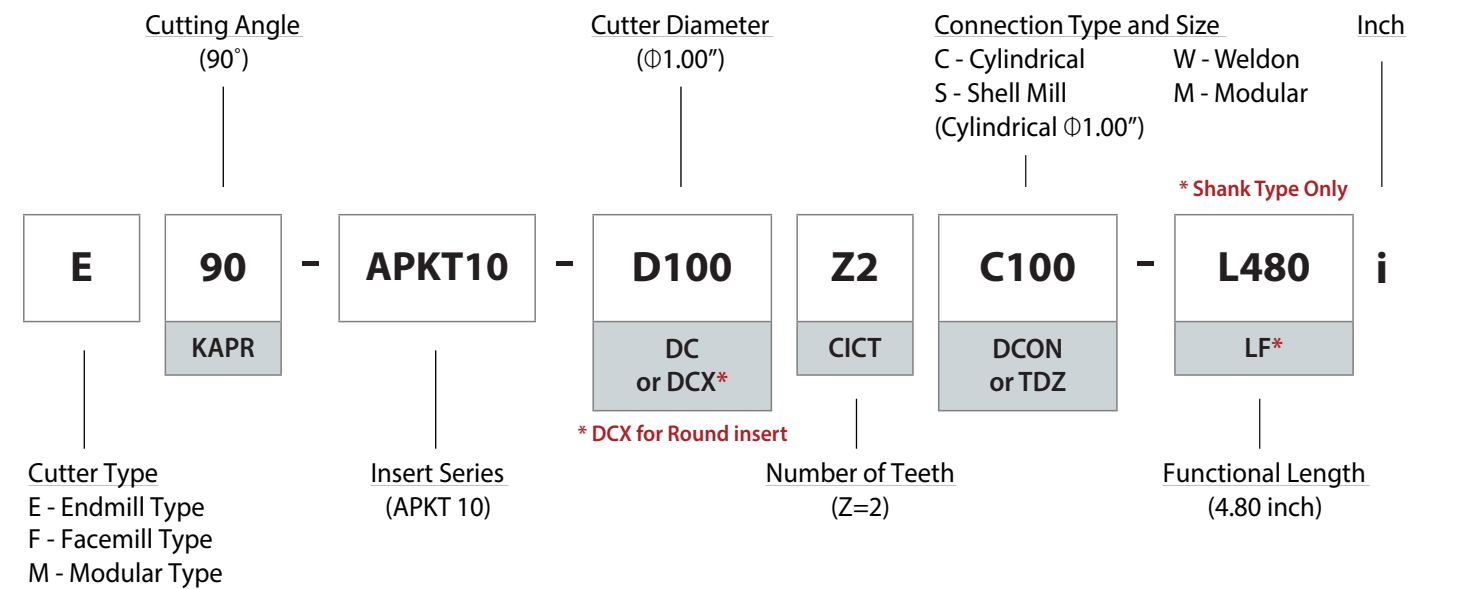 Cutting Angle
(90˚)
Cutter Diameter
(Φ1.00”)
Connection Type and Size
C - Cylindrical
W - Weldon
S - Shell Mill
M - Modular
(Cylindrical Φ1.00”)
Inch
* Shank Type Only
E
90
-
APKT10
-
D100
Z2
C100
-
L480
i
KAPR
DC
or DCX*
CICT
DCON
or TDZ
LF*
* DCX for Round insert
Cutter Type
E - Endmill Type
F - Facemill Type
M - Modular Type
Insert Series
(APKT 10)
Number of Teeth
(Z=2)
Functional Length
(4.80 inch)